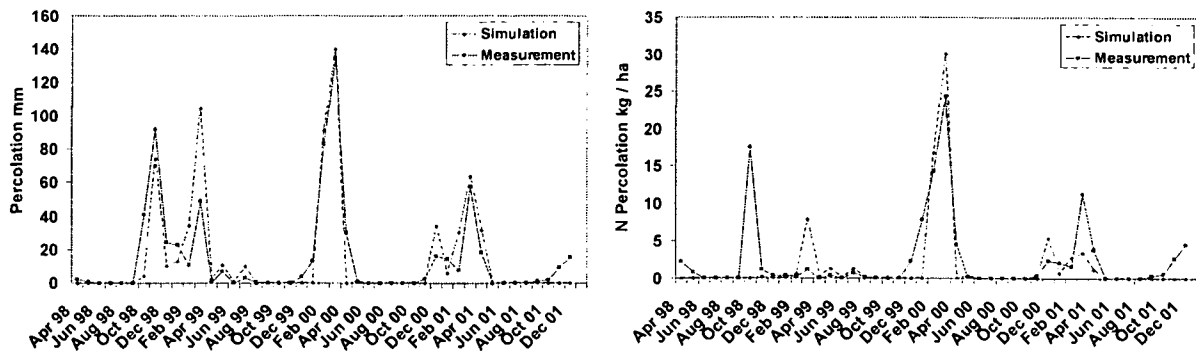 160
140
120
100
80
60
40
20
0
Percolation mm
Simulation
Measurement
Apr 98
Jun 98
Aug 98
Oct 98
Dec 98
Feb 99
Apr 99
Jun 99
Aug 99
Oct 99
Dec 99
Feb 00
Apr 00
Jun 00
Aug 00
Oct 00
Dec 00
Feb 01
Apr 01
Jun 01
Aug 01
Oct 01
Dec 01
35
30
25
20
15
10
5
0
N Percolation kg / ha
Simulation
Measurement
Apr 98
Jun 98
Aug 98
Oct 98
Dec 98
Feb 99
Apr 99
Jun 99
Aug 99
Oct 99
Dec 99
Feb 00
Apr 00
Jun 00
Aug 00
Oct 00
Dec 00
Feb 01
Apr 01
Jun 01
Aug 01
Oct 01
Dec 01